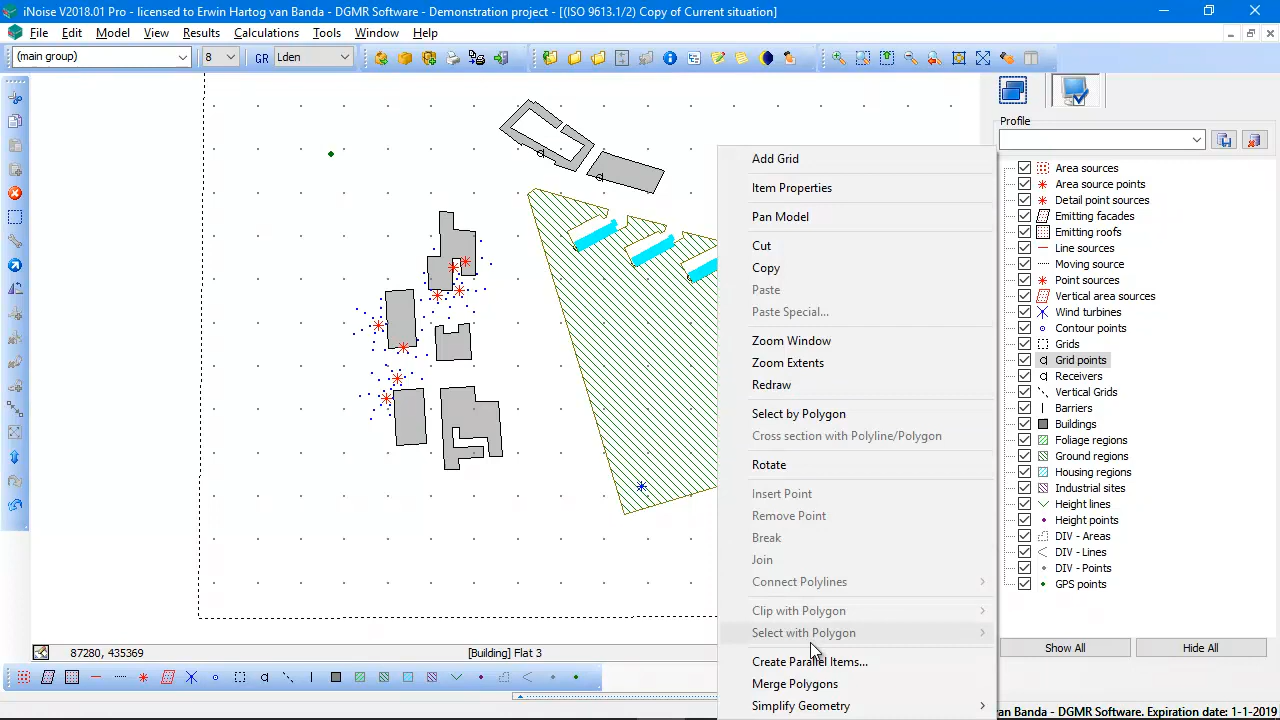 iNoise V2018.01 Pro - licensed to Erwin Hartog van Banda - DGMR Software - Demonstration project - [(ISO 9613.1/2) Copy of Current situation]
File Edit Model View Results Calculations Tools Window Help
(main group) 8 GR Lden
Profile
Area sources
Area source points
Detail point sources
Emitting facades
Emitting roofs
Line sources
Moving source
Point sources
Vertical area sources
Wind turbines
Contour points
Grids
Grid points
Receivers
Vertical Grids
Barriers
Buildings
Foliage regions
Ground regions
Housing regions
Industrial sites
Height lines
Height points
DIV - Areas
DIV - Lines
DIV - Points
GPS points
Show All Hide All
Add Grid
Item Properties
Pan Model
Cut
Copy
Paste
Paste Special...
Zoom Window
Zoom Extents
Redraw
Select by Polygon
Cross section with Polyline/Polygon
Rotate
Insert Point
Remove Point
Break
Join
Connect Polylines
Clip with Polygon
Select with Polygon
Create Parallel Items...
Merge Polygons
Simplify Geometry
87280, 435369 [Building] Flat 3
van Banda - DGMR Software. Expiration date: 1-1-2019